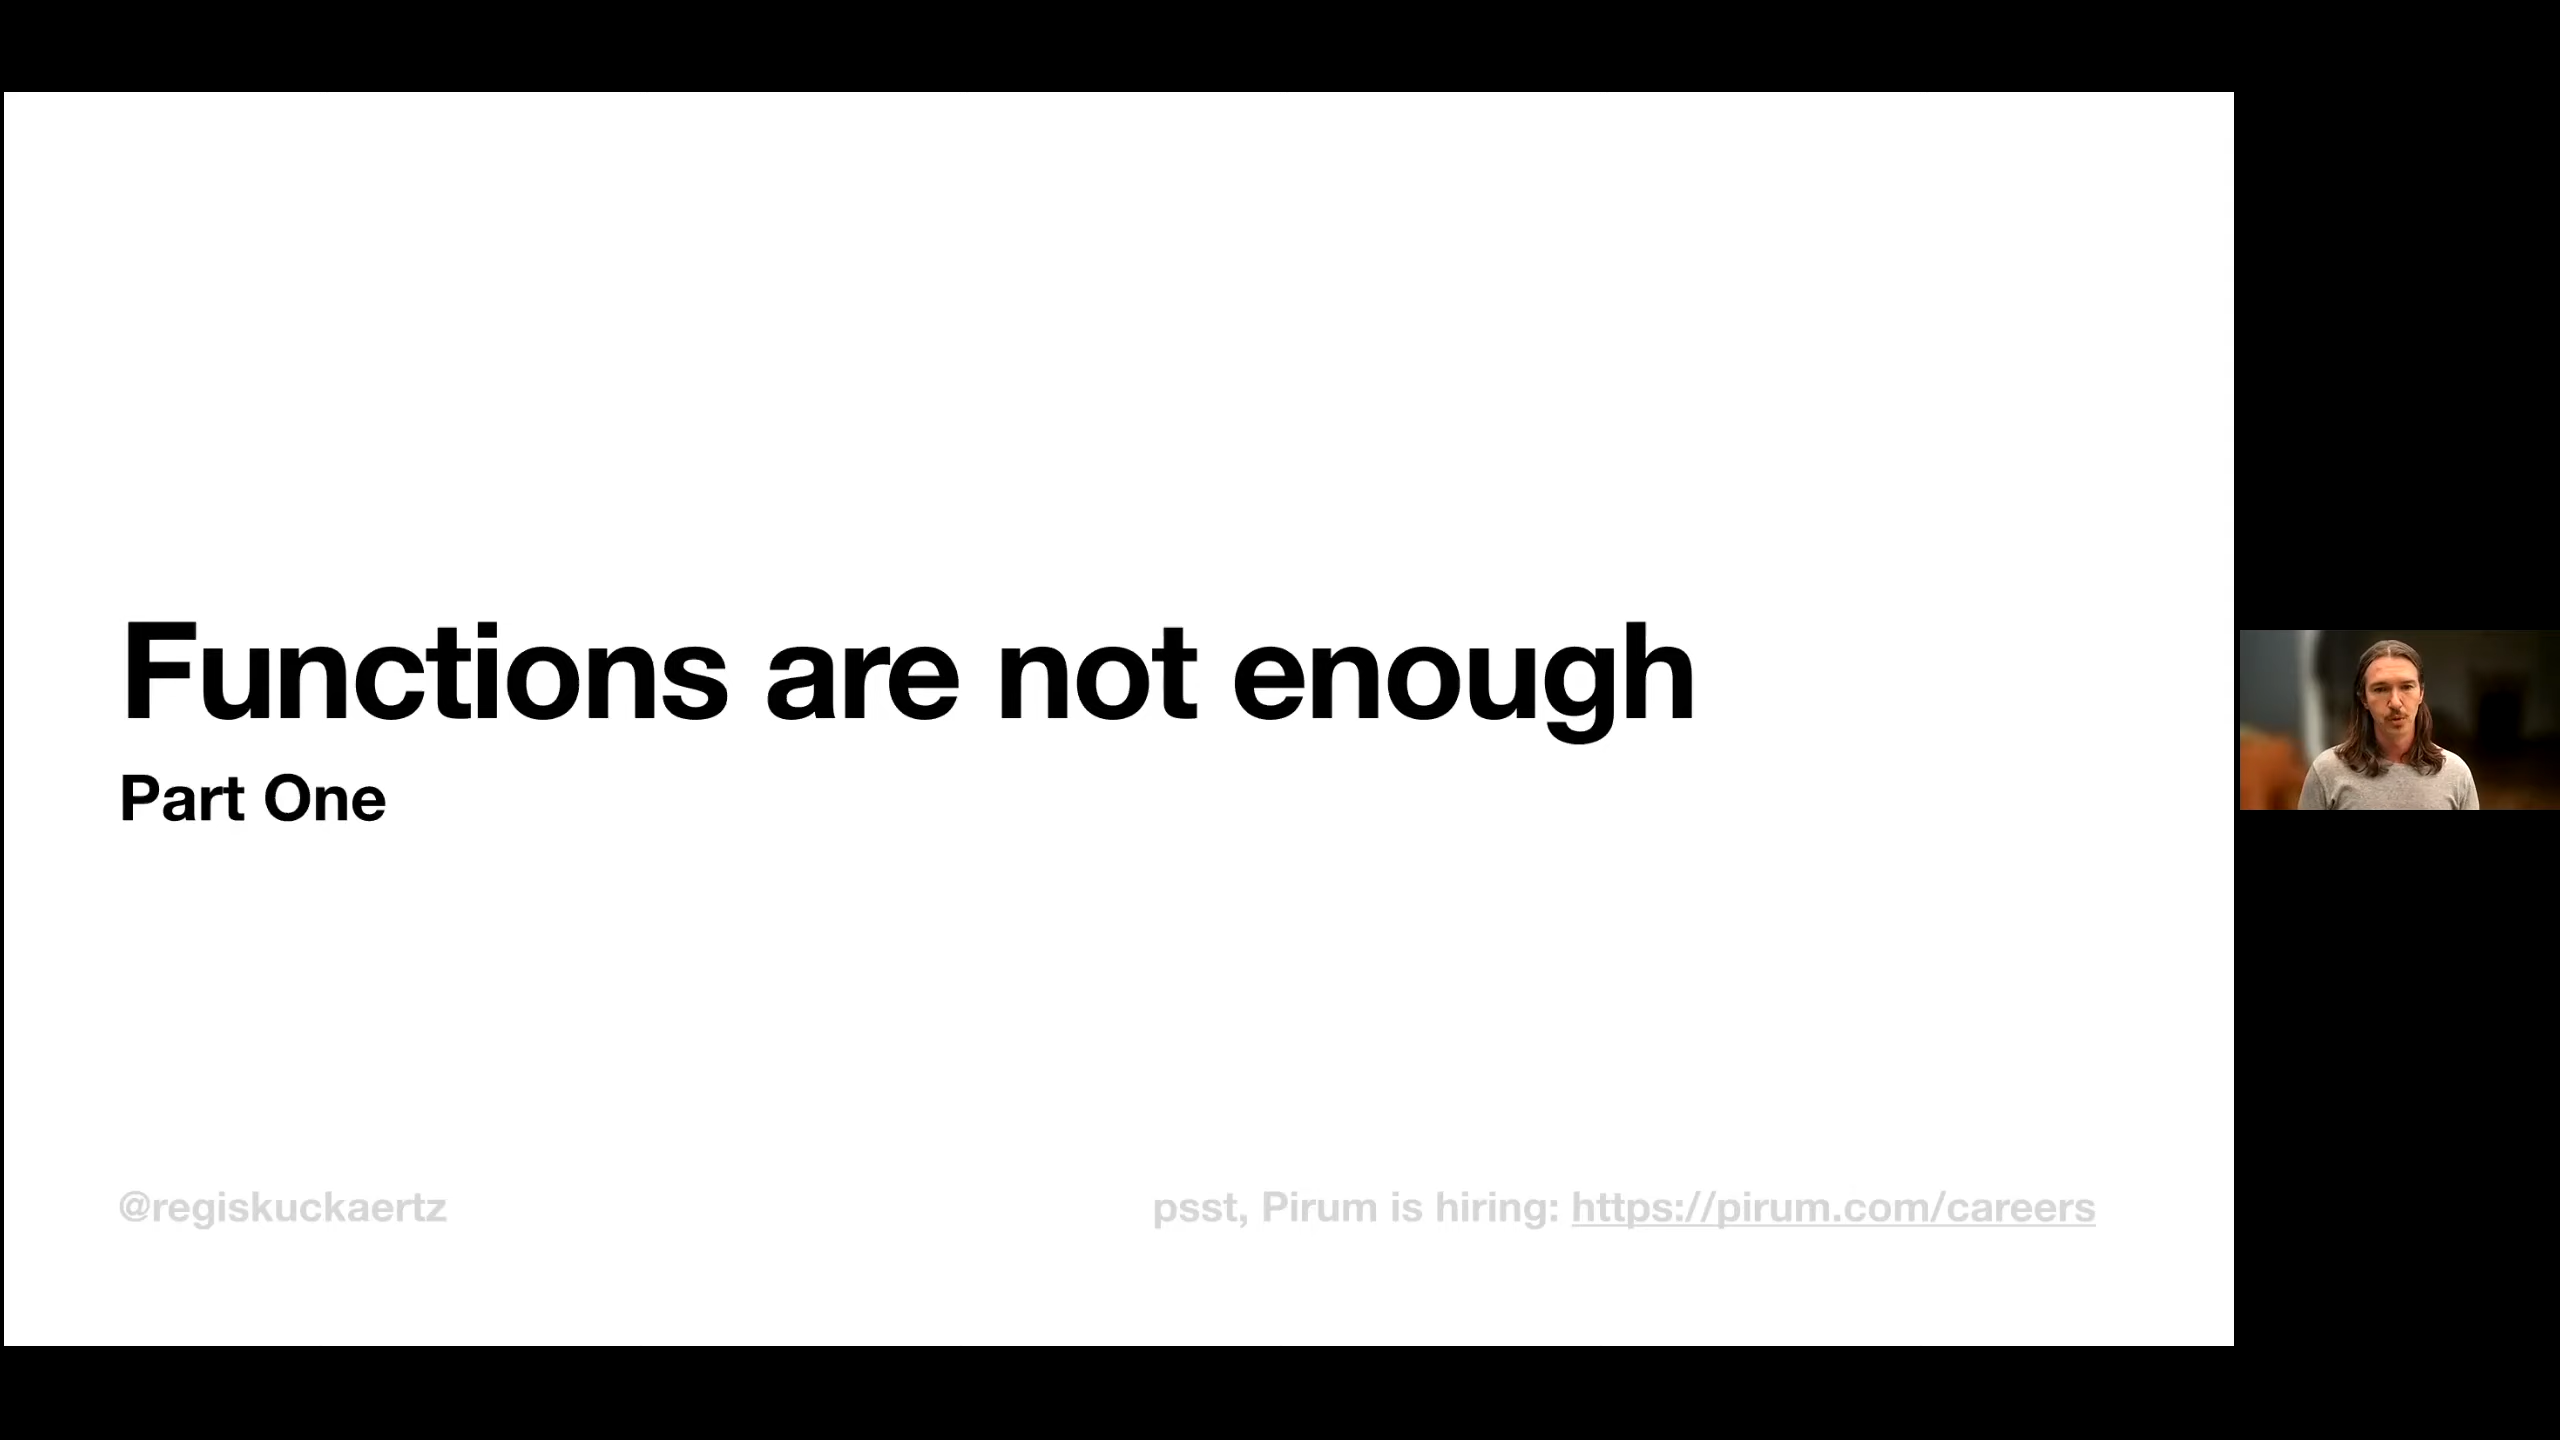 Functions are not enough
Part One
@regiskuckaertz
psst, Pirum is hiring: https://pirum.com/careers